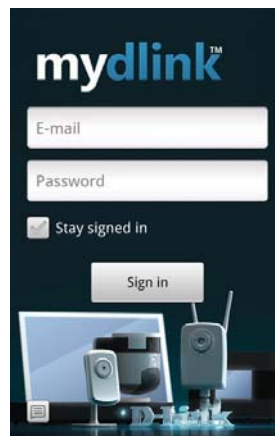 mydlink™
E-mail
Password
Stay signed in
Sign in
D-Link